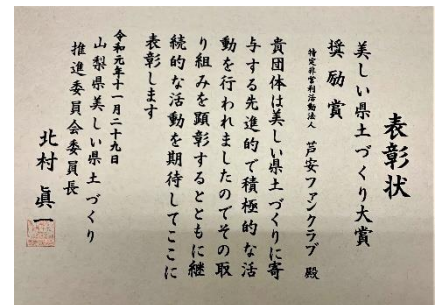 表彰状
美しい県土づくり大賞
奨励賞
特定非営利活動法人 芦安ファンクラブ 殿
貴団体は美しい県土づくりに寄
与する先進的で積極的な活
動を行われましたのでその取
り組みを顕彰するとともに継
続的な活動を期待してここに
表彰します
令和元年十一月二十九日
山梨県美しい県土づくり
推進委員会委員長
北村 眞一